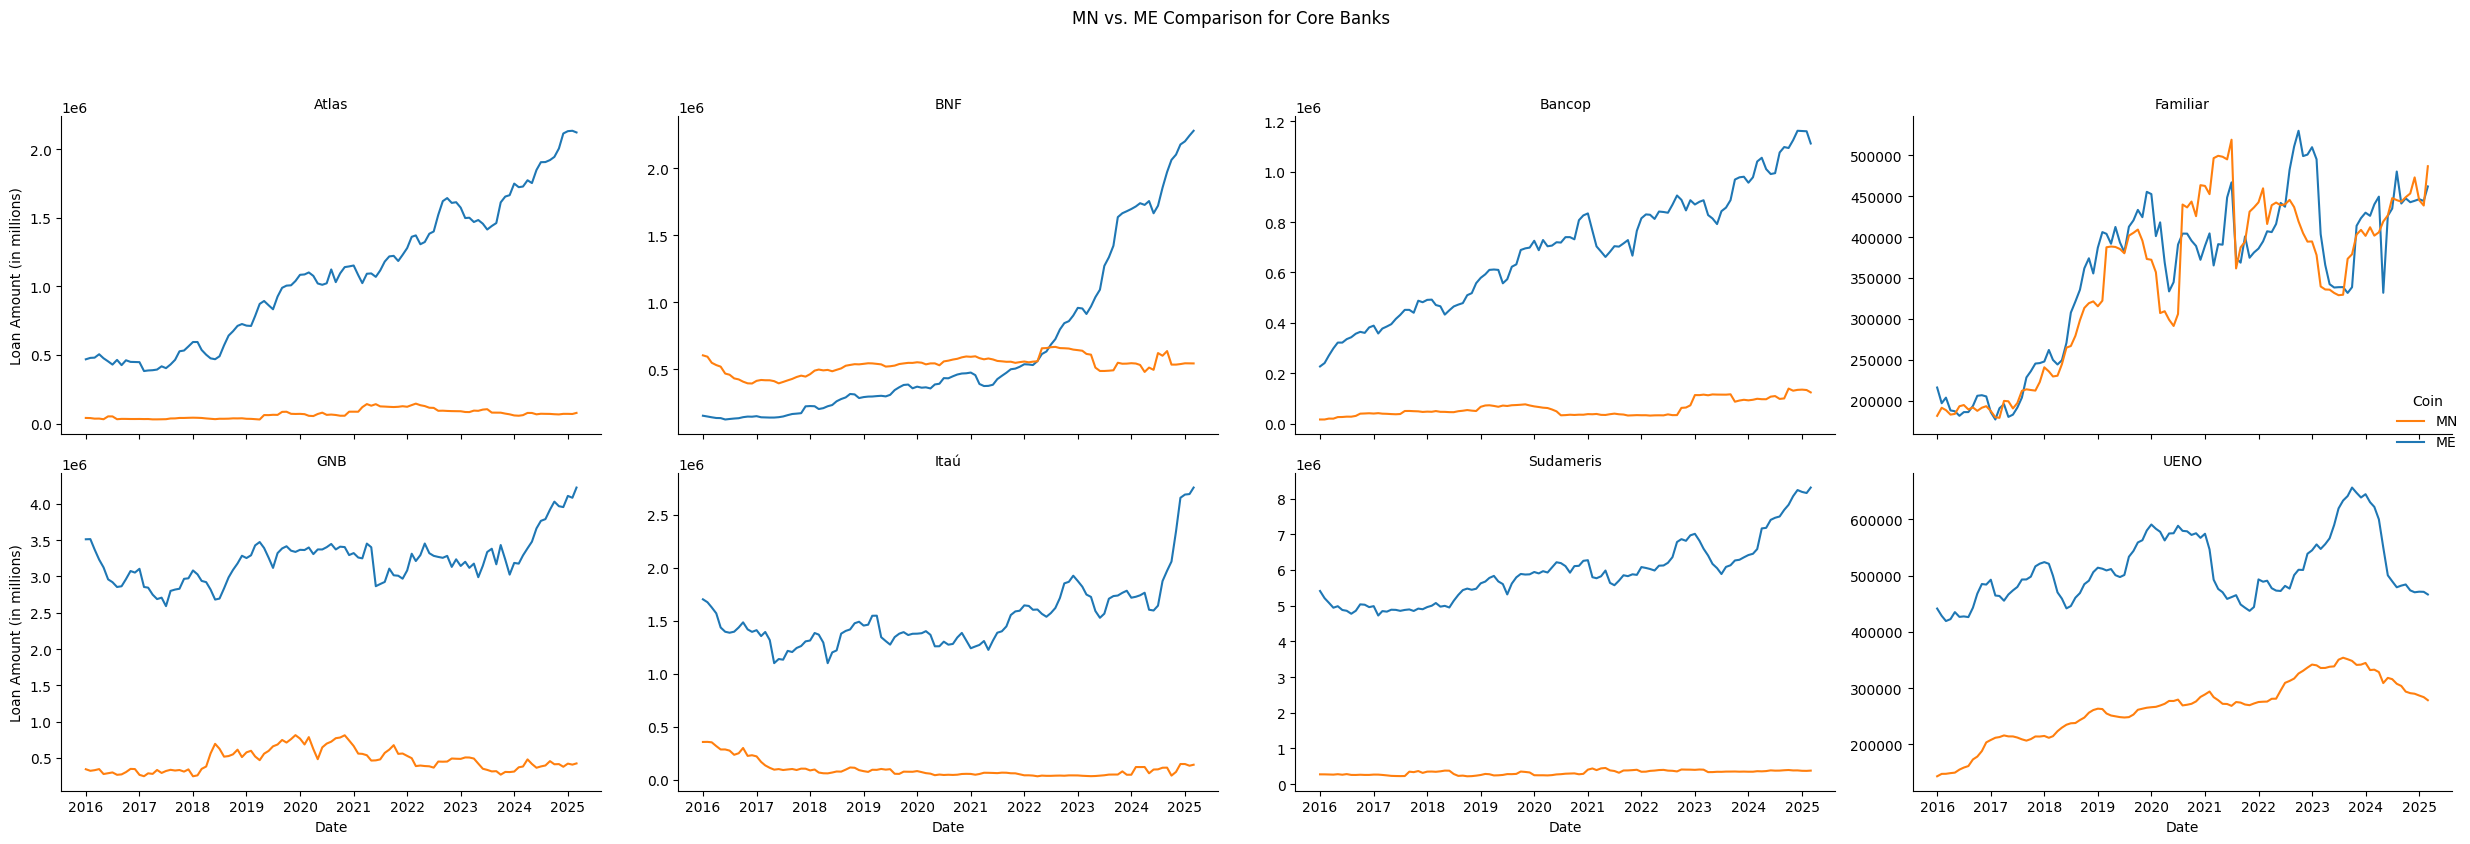 MN vs. ME Comparison for Core Banks
Atlas
1e6
Loan Amount (in millions)
2.0
1.5
1.0
0.5
0.0
BNF
2.0
1.5
1.0
0.5
Bancop
1e6
1.2
1.0
0.8
0.6
0.4
0.2
0.0
Familiar
500000
450000
400000
350000
300000
250000
200000
Coin
MN
ME
GNB
1e6
Loan Amount (in millions)
4.0
3.5
3.0
2.5
2.0
1.5
1.0
0.5
2016 2017 2018 2019 2020 2021 2022 2023 2024 2025
Date
Itaú
1e6
2.5
2.0
1.5
1.0
0.5
0.0
2016 2017 2018 2019 2020 2021 2022 2023 2024 2025
Date
Sudameris
1e6
8
7
6
5
4
3
2
1
0
2016 2017 2018 2019 2020 2021 2022 2023 2024 2025
Date
UENO
600000
500000
400000
300000
200000
2016 2017 2018 2019 2020 2021 2022 2023 2024 2025
Date